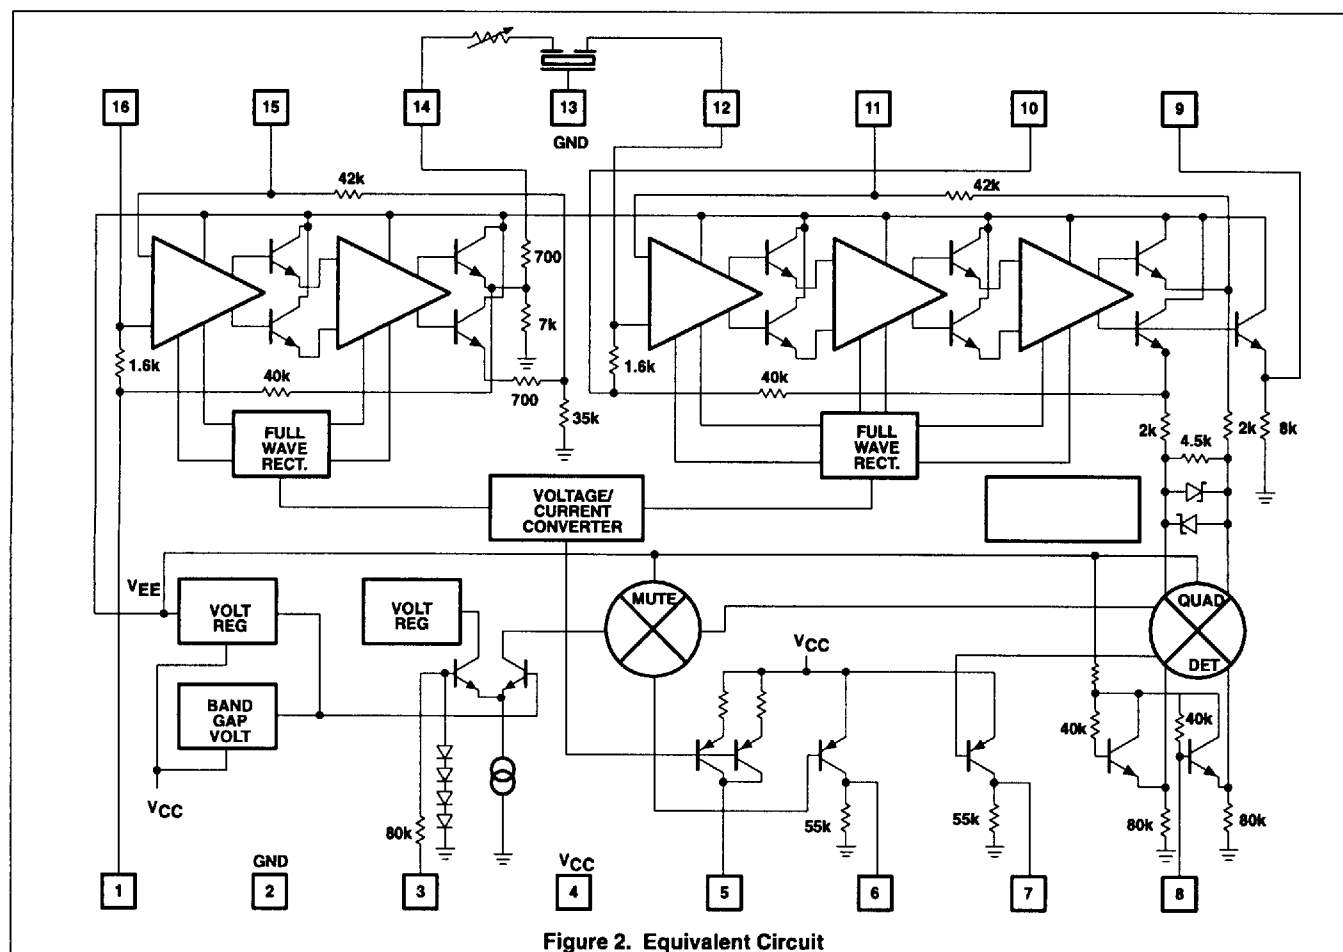 16
15
14
13
12
11
10
9
GND
42k
42k
700
7k
1.6k
40k
700
35k
1.6k
40k
2k
2k
8k
4.5k
FULL
WAVE
RECT.
FULL
WAVE
RECT.
VOLTAGE/
CURRENT
CONVERTER
VEE
VOLT
REG
VOLT
REG
MUTE
QUAD
DET
VCC
BAND
GAP
VOLT
VCC
40k
40k
80k
55k
55k
80k
80k
GND
VCC
1
2
3
4
5
6
7
8
Figure 2. Equivalent Circuit